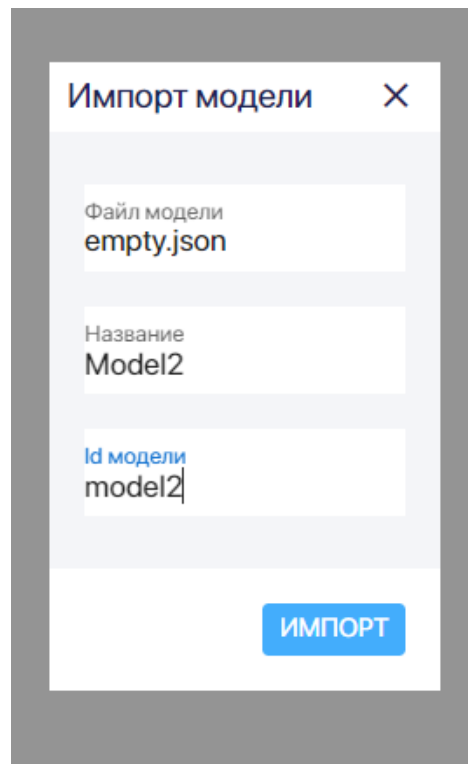 Импорт модели
Файл модели
empty.json
Название
Model2
Id модели
model2
ИМПОРТ